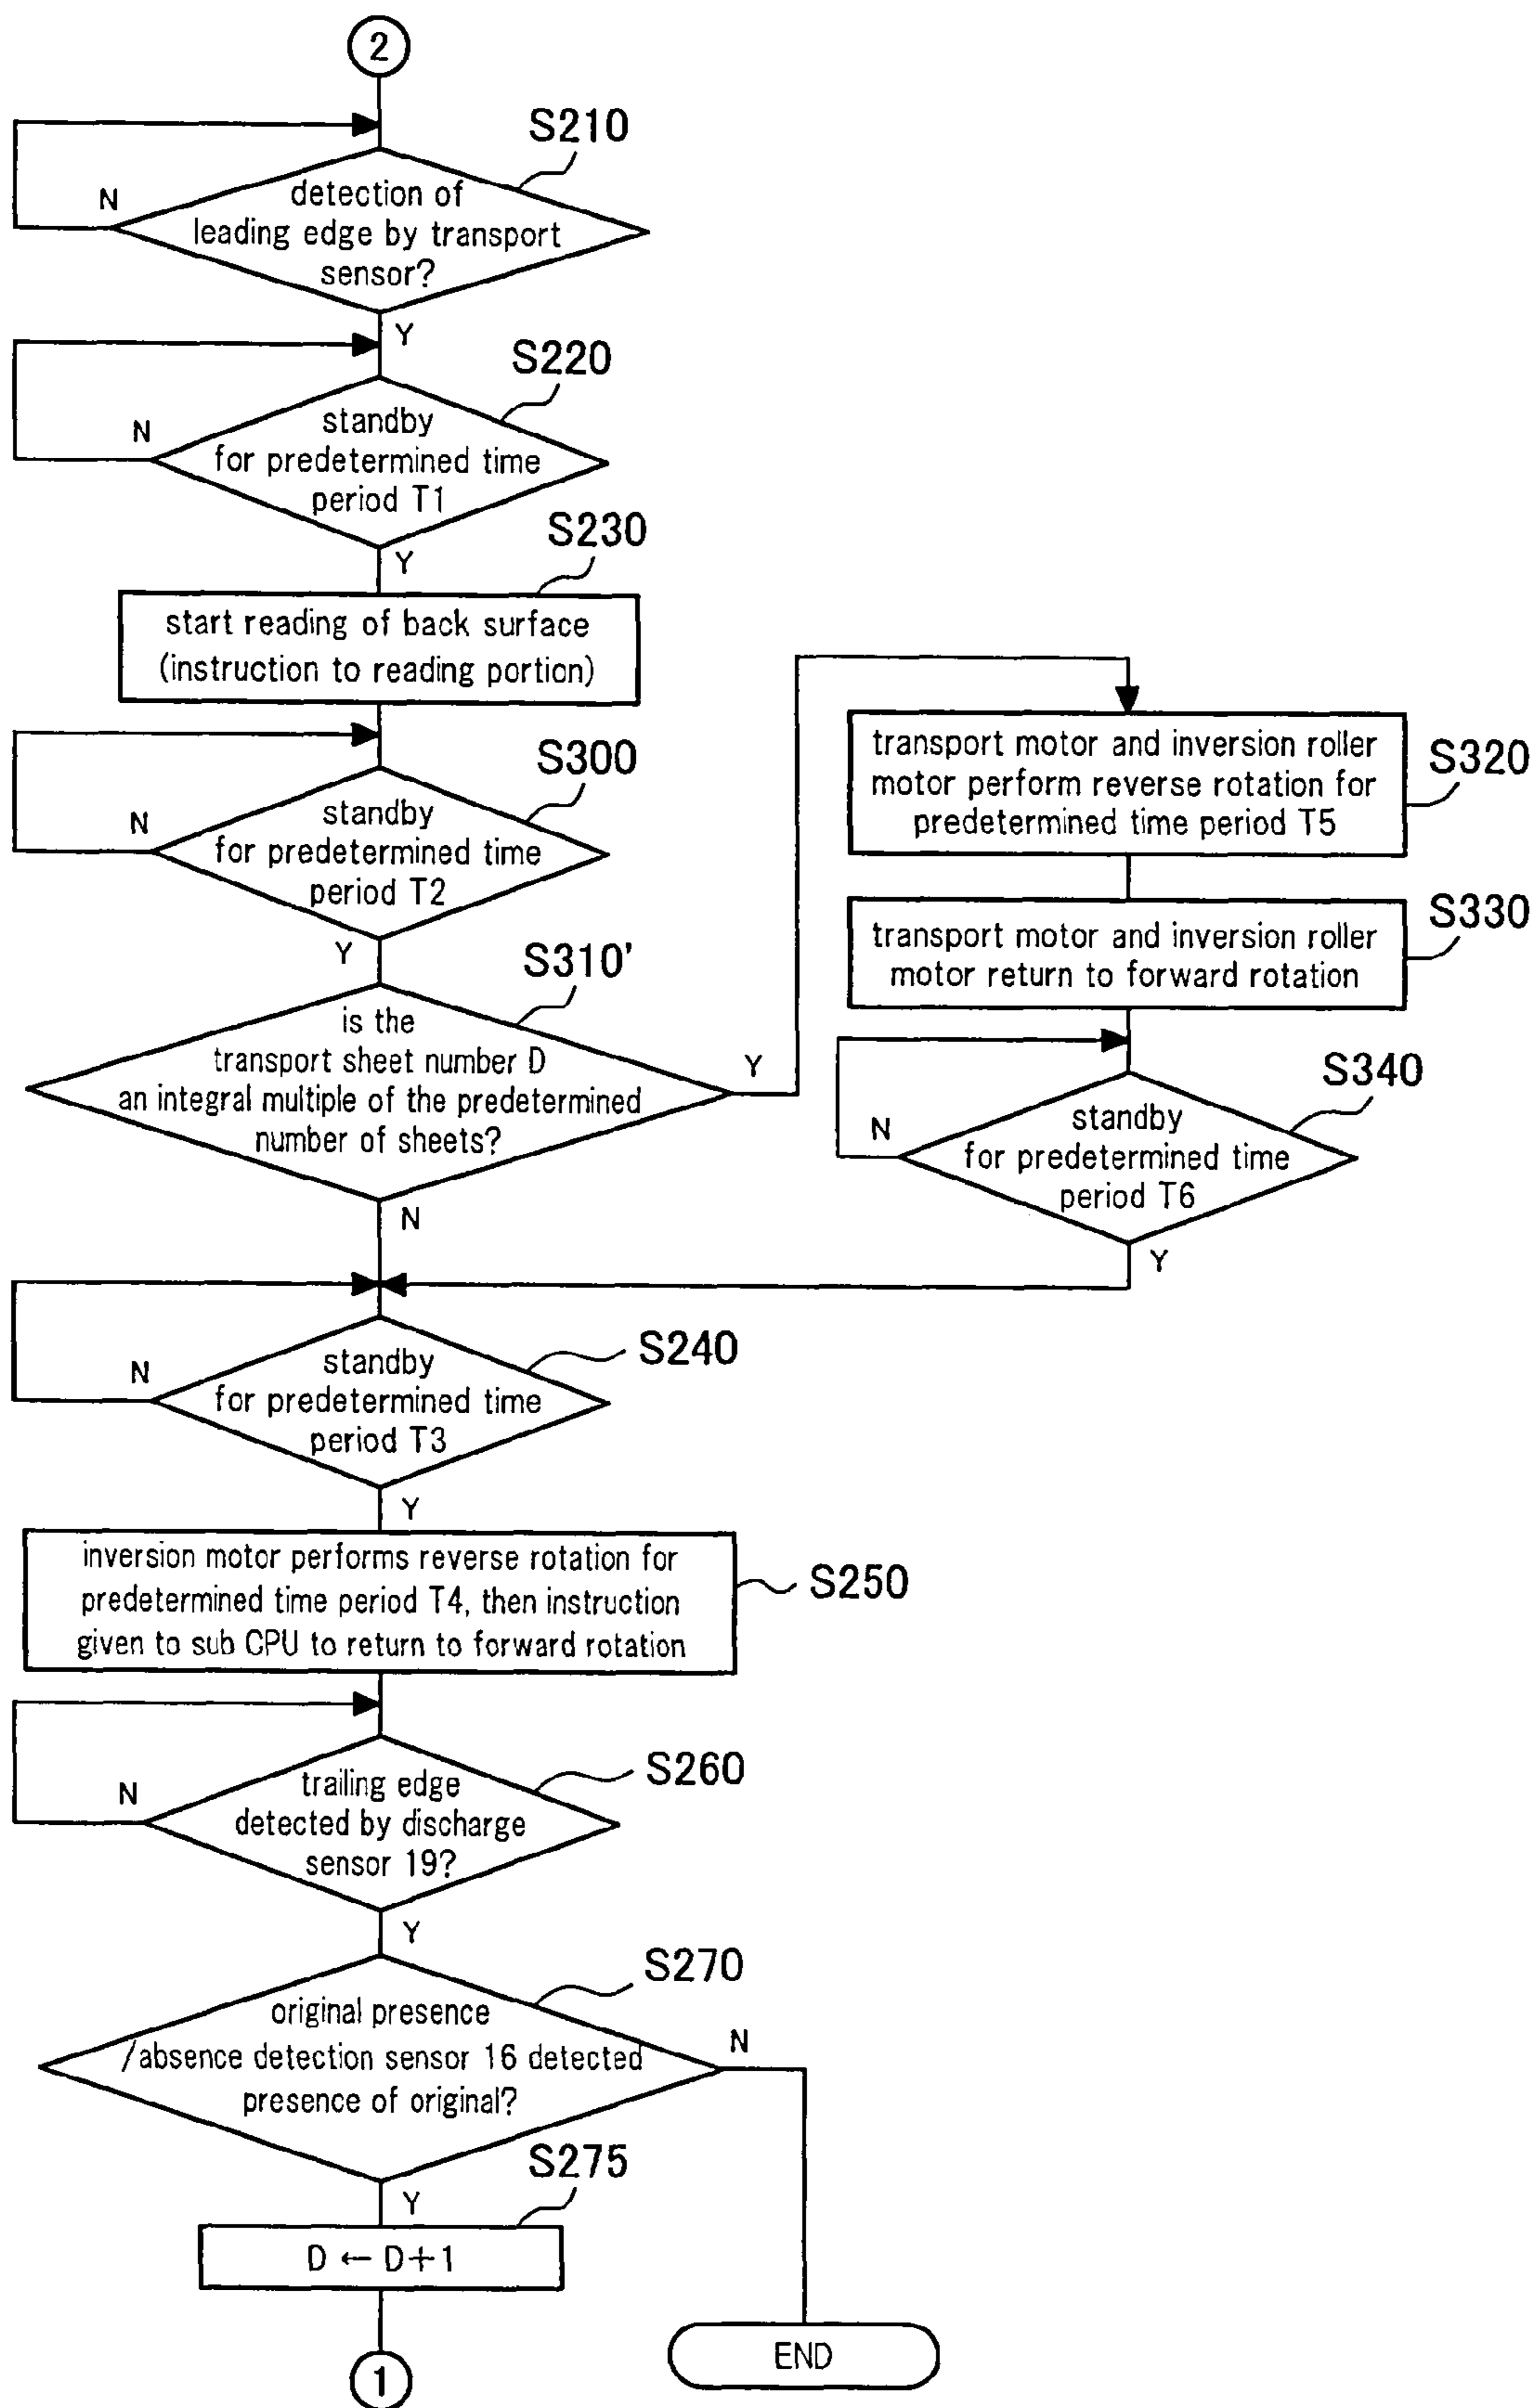 2
S210
detection of
leading edge by transport
sensor?
N
Y
S220
standby
for predetermined time
period T1
N
Y
S230
start reading of back surface
(instruction to reading portion)
S300
standby
for predetermined time
period T2
N
Y
S310'
is the
transport sheet number D
an integral multiple of the predetermined
number of sheets?
Y
N
transport motor and inversion roller
motor perform reverse rotation for
predetermined time period T5
S320
transport motor and inversion roller
motor return to forward rotation
S330
S340
standby
for predetermined time
period T6
N
Y
S240
standby
for predetermined time
period T3
N
Y
inversion motor performs reverse rotation for
predetermined time period T4, then instruction
given to sub CPU to return to forward rotation
S250
S260
trailing edge
detected by discharge
sensor 19?
N
Y
S270
original presence
/absence detection sensor 16 detected
presence of original?
N
Y
S275
D ← D+1
END
1